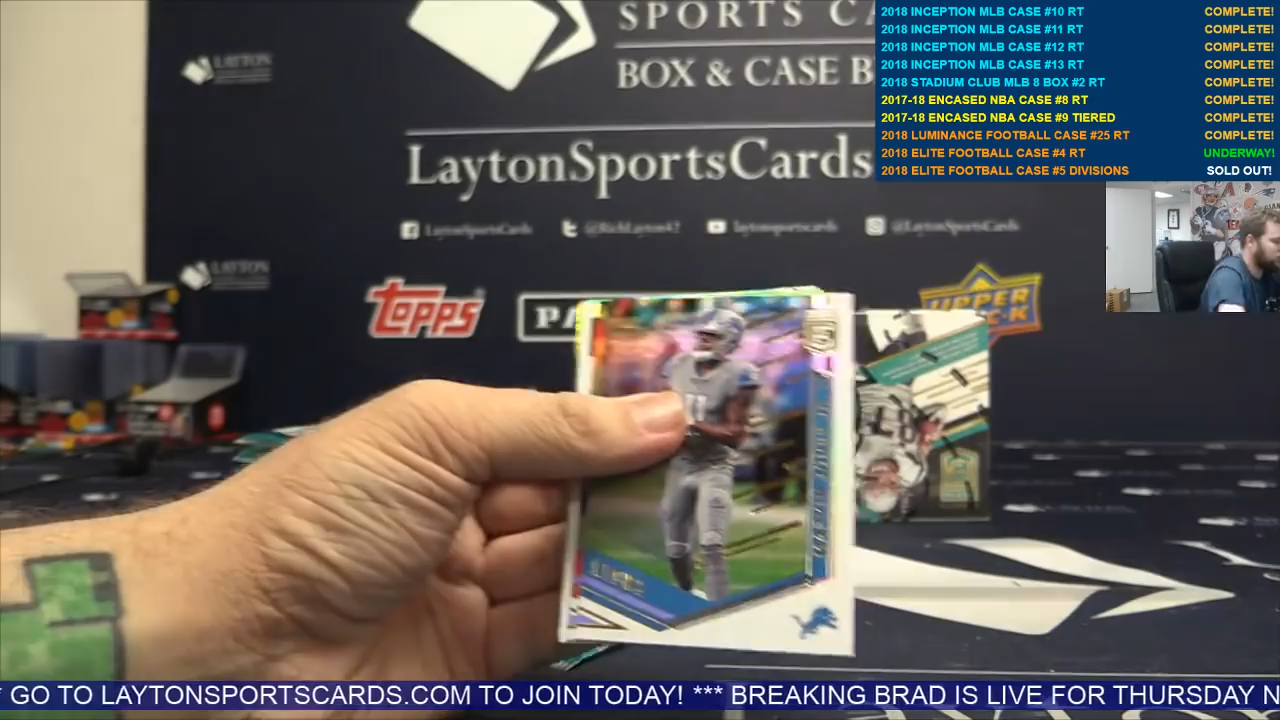 SPORTS CA
BOX & CASE B
LaytonSportsCards
LaytonSportsCards
@RichLayton47
laytonsportscards
@LaytonSportsCards
LAYTON
LAYTON
TOPPS
PA
UPPER
2018 INCEPTION MLB CASE #10 RT COMPLETE!
2018 INCEPTION MLB CASE #11 RT COMPLETE!
2018 INCEPTION MLB CASE #12 RT COMPLETE!
2018 INCEPTION MLB CASE #13 RT COMPLETE!
2018 STADIUM CLUB MLB 8 BOX #2 RT COMPLETE!
2017-18 ENCASED NBA CASE #8 RT COMPLETE!
2017-18 ENCASED NBA CASE #9 TIERED COMPLETE!
2018 LUMINANCE FOOTBALL CASE #25 RT COMPLETE!
2018 ELITE FOOTBALL CASE #4 RT UNDERWAY!
2018 ELITE FOOTBALL CASE #5 DIVISIONS SOLD OUT!
* GO TO LAYTONSPORTSCARDS.COM TO JOIN TODAY! *** BREAKING BRAD IS LIVE FOR THURSDAY N